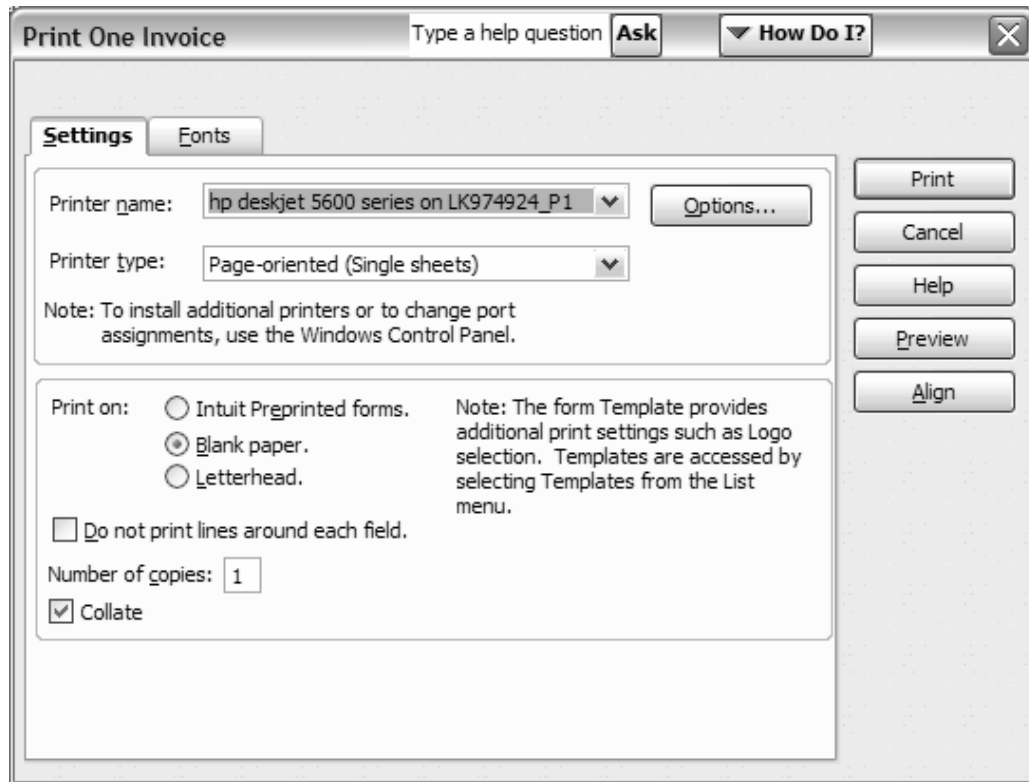 Print One Invoice
Type a help question Ask
How Do I?
Settings
Fonts
Printer name: hp deskjet 5600 series on LK974924_P1
Options...
Printer type: Page-oriented (Single sheets)
Note: To install additional printers or to change port
assignments, use the Windows Control Panel.
Print on:
Intuit Preprinted forms.
Blank paper.
Letterhead.
Note: The form Template provides
additional print settings such as Logo
selection. Templates are accessed by
selecting Templates from the List
menu.
Do not print lines around each field.
Number of copies: 1
Collate
Print
Cancel
Help
Preview
Align